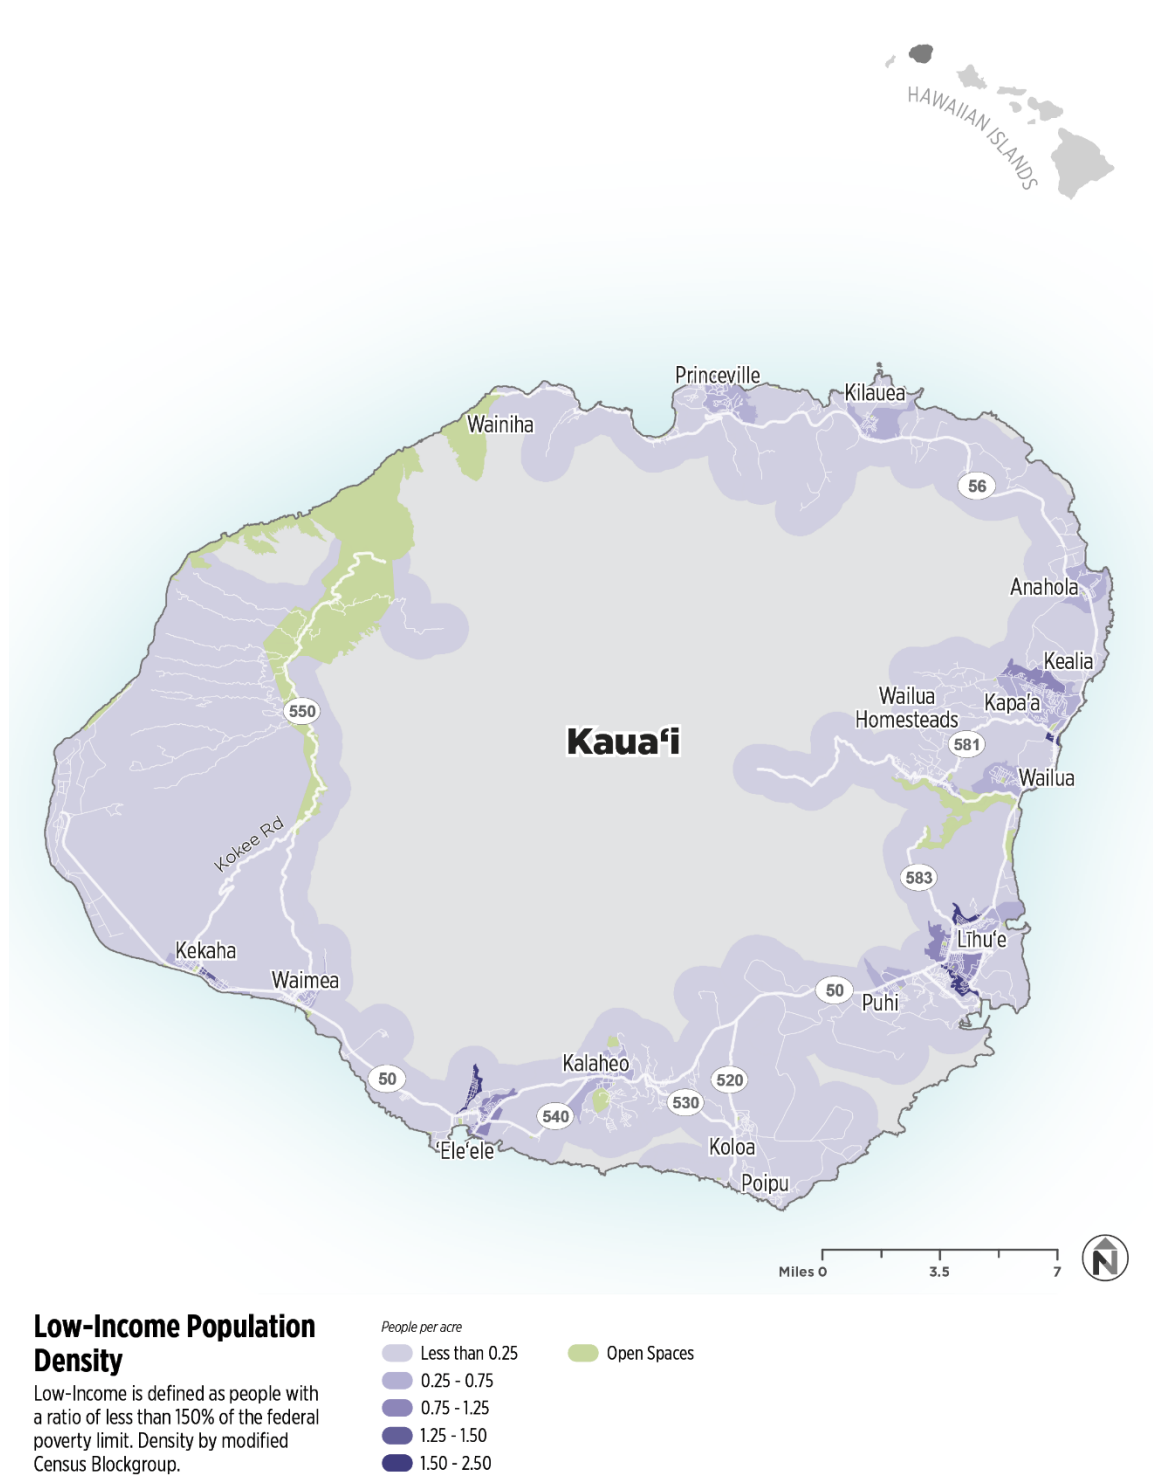 HAWAIIAN ISLANDS
Princeville
Kilauea
Wainiha
56
Anahola
Kealia
Wailua
Homesteads
Kapa'a
550
Kaua‘i
581
Wailua
Kokee Rd
583
Kekaha
Līhu‘e
Waimea
50
Puhi
Kalaheo
50
520
530
540
‘Ele‘ele
Koloa
Poipu
Miles 0 3.5 7
N
Low-Income Population
Density
Low-Income is defined as people with
a ratio of less than 150% of the federal
poverty limit. Density by modified
Census Blockgroup.
People per acre
Less than 0.25
0.25 - 0.75
0.75 - 1.25
1.25 - 1.50
1.50 - 2.50
Open Spaces